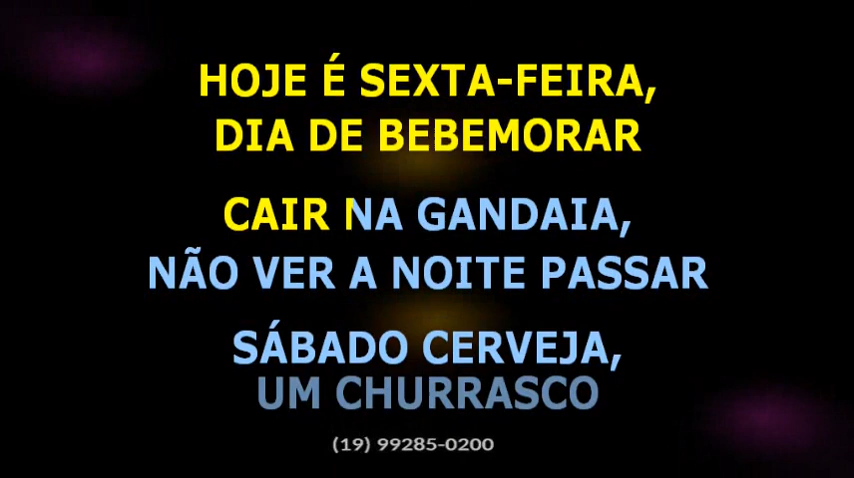 HOJE É SEXTA-FEIRA,
DIA DE BEBEMORAR
CAIR NA GANDAIA,
NÃO VER A NOITE PASSAR
SÁBADO CERVEJA,
UM CHURRASCO
(19) 99285-0200